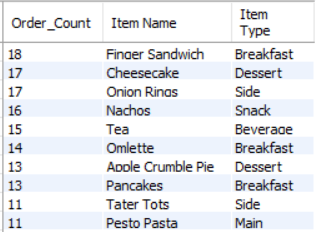 Order_Count Item Name Item Type
18 Finger Sandwich Breakfast
17 Cheesecake Dessert
17 Onion Rings Side
16 Nachos Snack
15 Tea Beverage
14 Omlette Breakfast
13 Apple Crumble Pie Dessert
13 Pancakes Breakfast
11 Tater Tots Side
11 Pesto Pasta Main